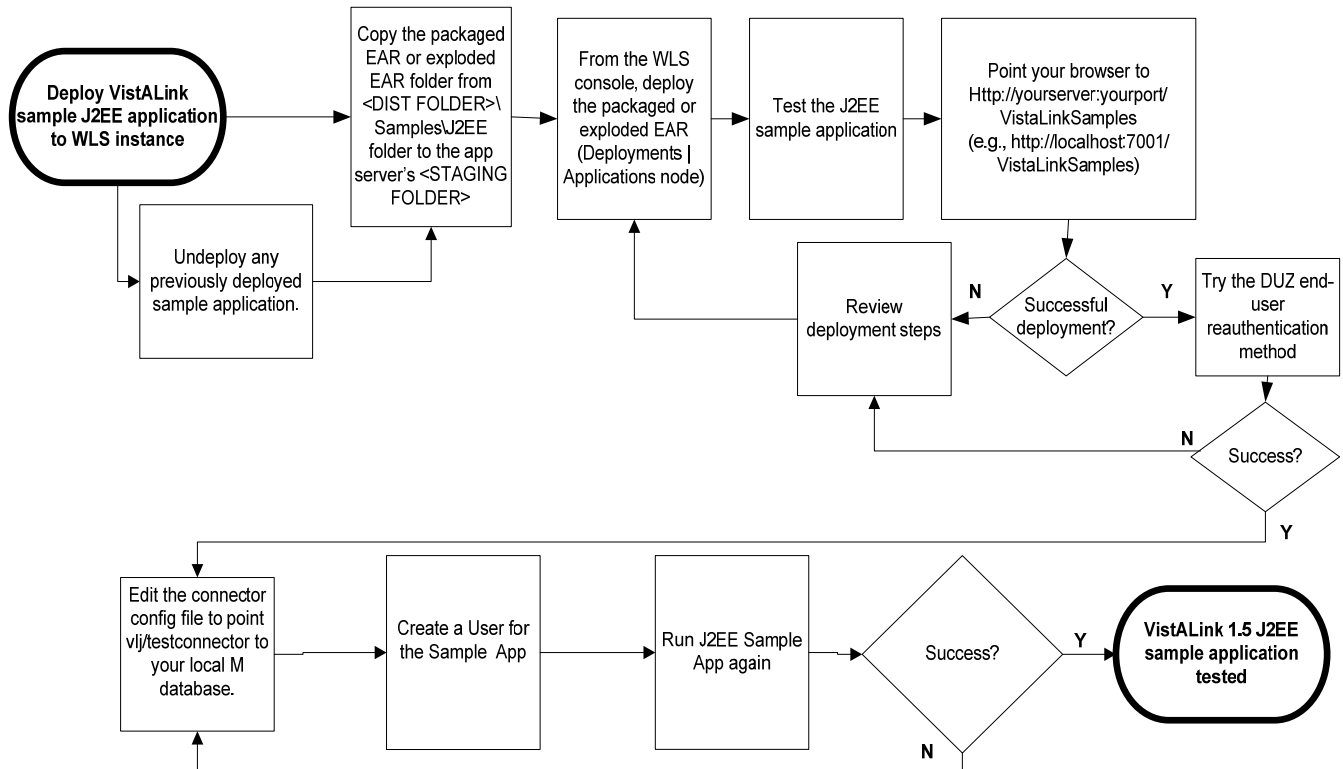 Deploy VistALink
sample J2EE application
to WLS instance
Undeploy any
previously deployed
sample application.
Copy the packaged
EAR or exploded
EAR folder from
<DIST FOLDER>\
Samples\J2EE
folder to the app
server's <STAGING
FOLDER>
From the WLS
console, deploy
the packaged or
exploded EAR
(Deployments |
Applications node)
Test the J2EE
sample application
Point your browser to
Http://yourserver:yourport/
VistaLinkSamples
(e.g., http://localhost:7001/
VistaLinkSamples)
Successful
deployment?
N
Y
Review
deployment steps
Try the DUZ end-
user
reauthentication
method
Success?
N
Y
Edit the connector
config file to point
vlj/testconnector to
your local M
database.
Create a User for
the Sample App
Run J2EE Sample
App again
Success?
Y
N
VistALink 1.5 J2EE
sample application
tested